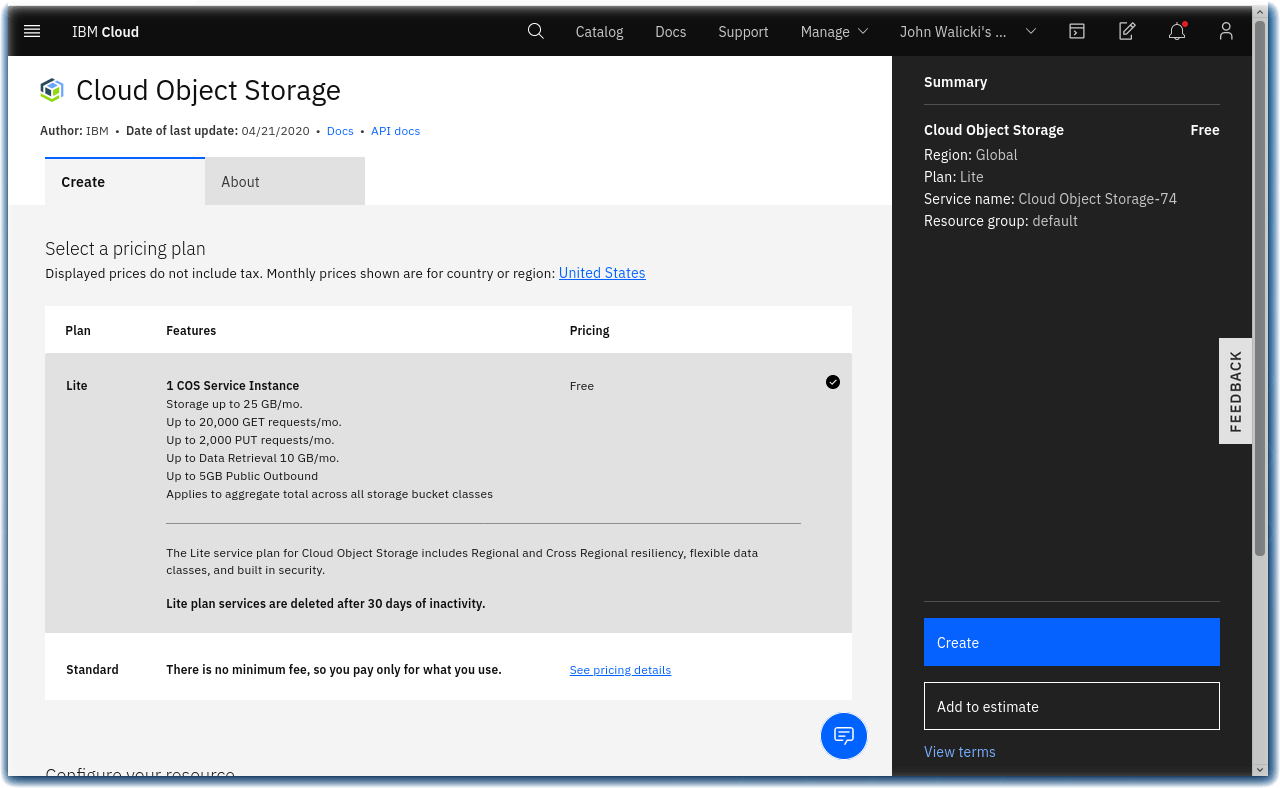 IBM Cloud
Catalog
Docs
Support
Manage
John Walicki's ...
Cloud Object Storage
Author: IBM • Date of last update: 04/21/2020 • Docs • API docs
Create
About
Select a pricing plan
Displayed prices do not include tax. Monthly prices shown are for country or region: United States
Plan
Features
Pricing
Lite
1 COS Service Instance
Free
Storage up to 25 GB/mo.
Up to 20,000 GET requests/mo.
Up to 2,000 PUT requests/mo.
Up to Data Retrieval 10 GB/mo.
Up to 5GB Public Outbound
Applies to aggregate total across all storage bucket classes
The Lite service plan for Cloud Object Storage includes Regional and Cross Regional resiliency, flexible data
classes, and built in security.
Lite plan services are deleted after 30 days of inactivity.
Standard
There is no minimum fee, so you pay only for what you use.
See pricing details
Configure your resource
Summary
Cloud Object Storage
Free
Region: Global
Plan: Lite
Service name: Cloud Object Storage-74
Resource group: default
FEEDBACK
Create
Add to estimate
View terms